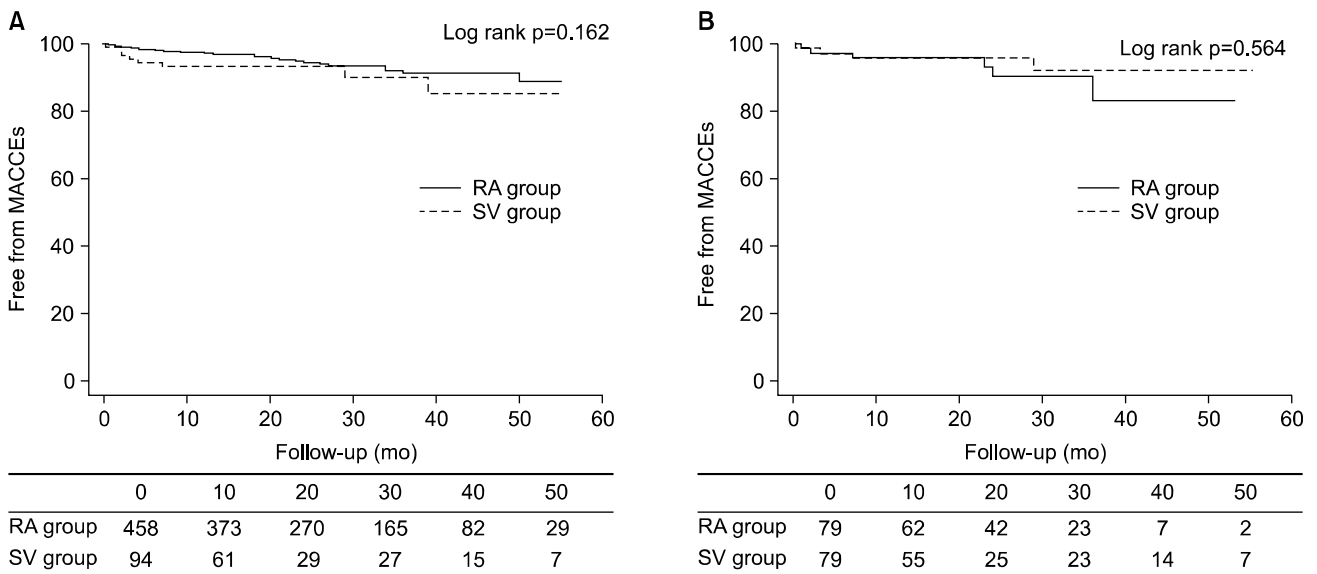 A
Log rank p=0.162
Free from MACCEs
100
80
60
40
20
0
RA group
SV group
0 10 20 30 40 50 60
Follow-up (mo)
0 10 20 30 40 50
RA group 458 373 270 165 82 29
SV group 94 61 29 27 15 7
B
Log rank p=0.564
Free from MACCEs
100
80
60
40
20
0
RA group
SV group
0 10 20 30 40 50 60
Follow-up (mo)
0 10 20 30 40 50
RA group 79 62 42 23 7 2
SV group 79 55 25 23 14 7